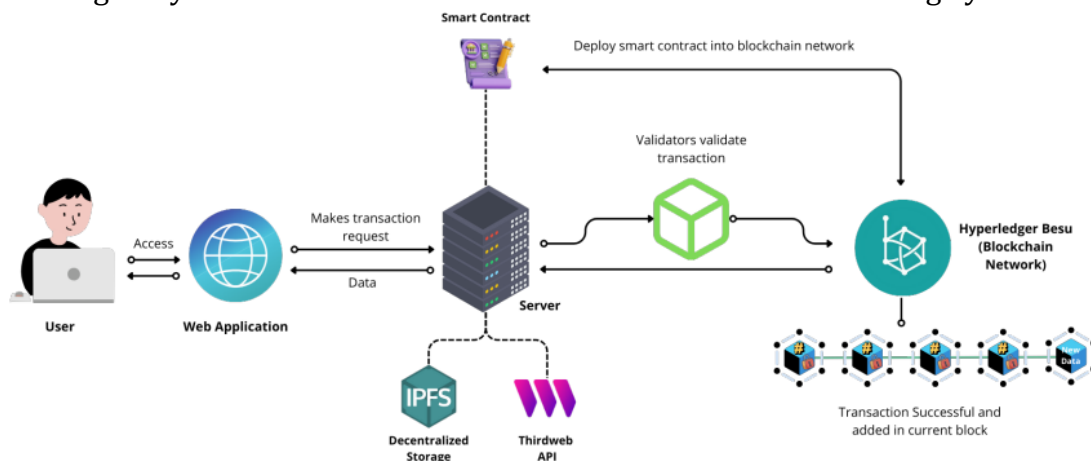 Smart Contract
Deploy smart contract into blockchain network
Validators validate
transaction
Makes transaction
request
Access
Data
Hyperledger Besu
(Blockchain
Network)
User
Web Application
Server
IPFS
Decentralized
Storage
Thirdweb
API
New
Data
Transaction Successful and
added in current block